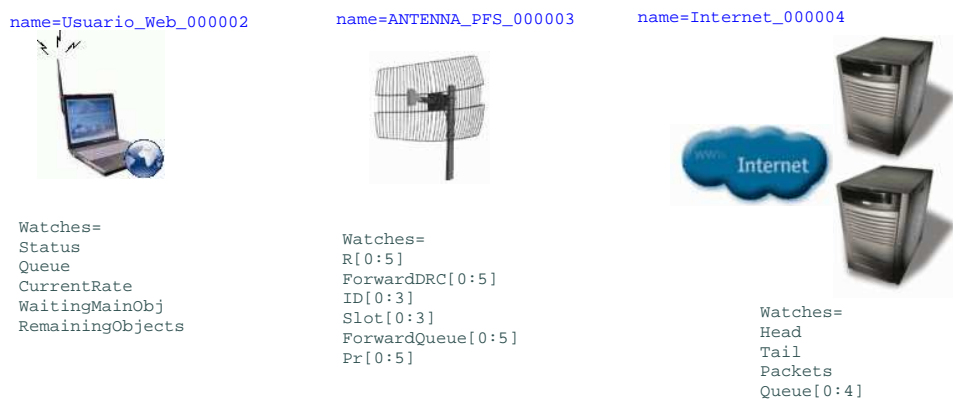 name=Usuario_Web_000002
name=ANTENNA_PFS_000003
name=Internet_000004
www.
Internet
Watches=
Status
Queue
CurrentRate
WaitingMainObj
RemainingObjects
Watches=
R[0:5]
ForwardDRC[0:5]
ID[0:3]
Slot[0:3]
ForwardQueue[0:5]
Pr[0:5]
Watches=
Head
Tail
Packets
Queue[0:4]